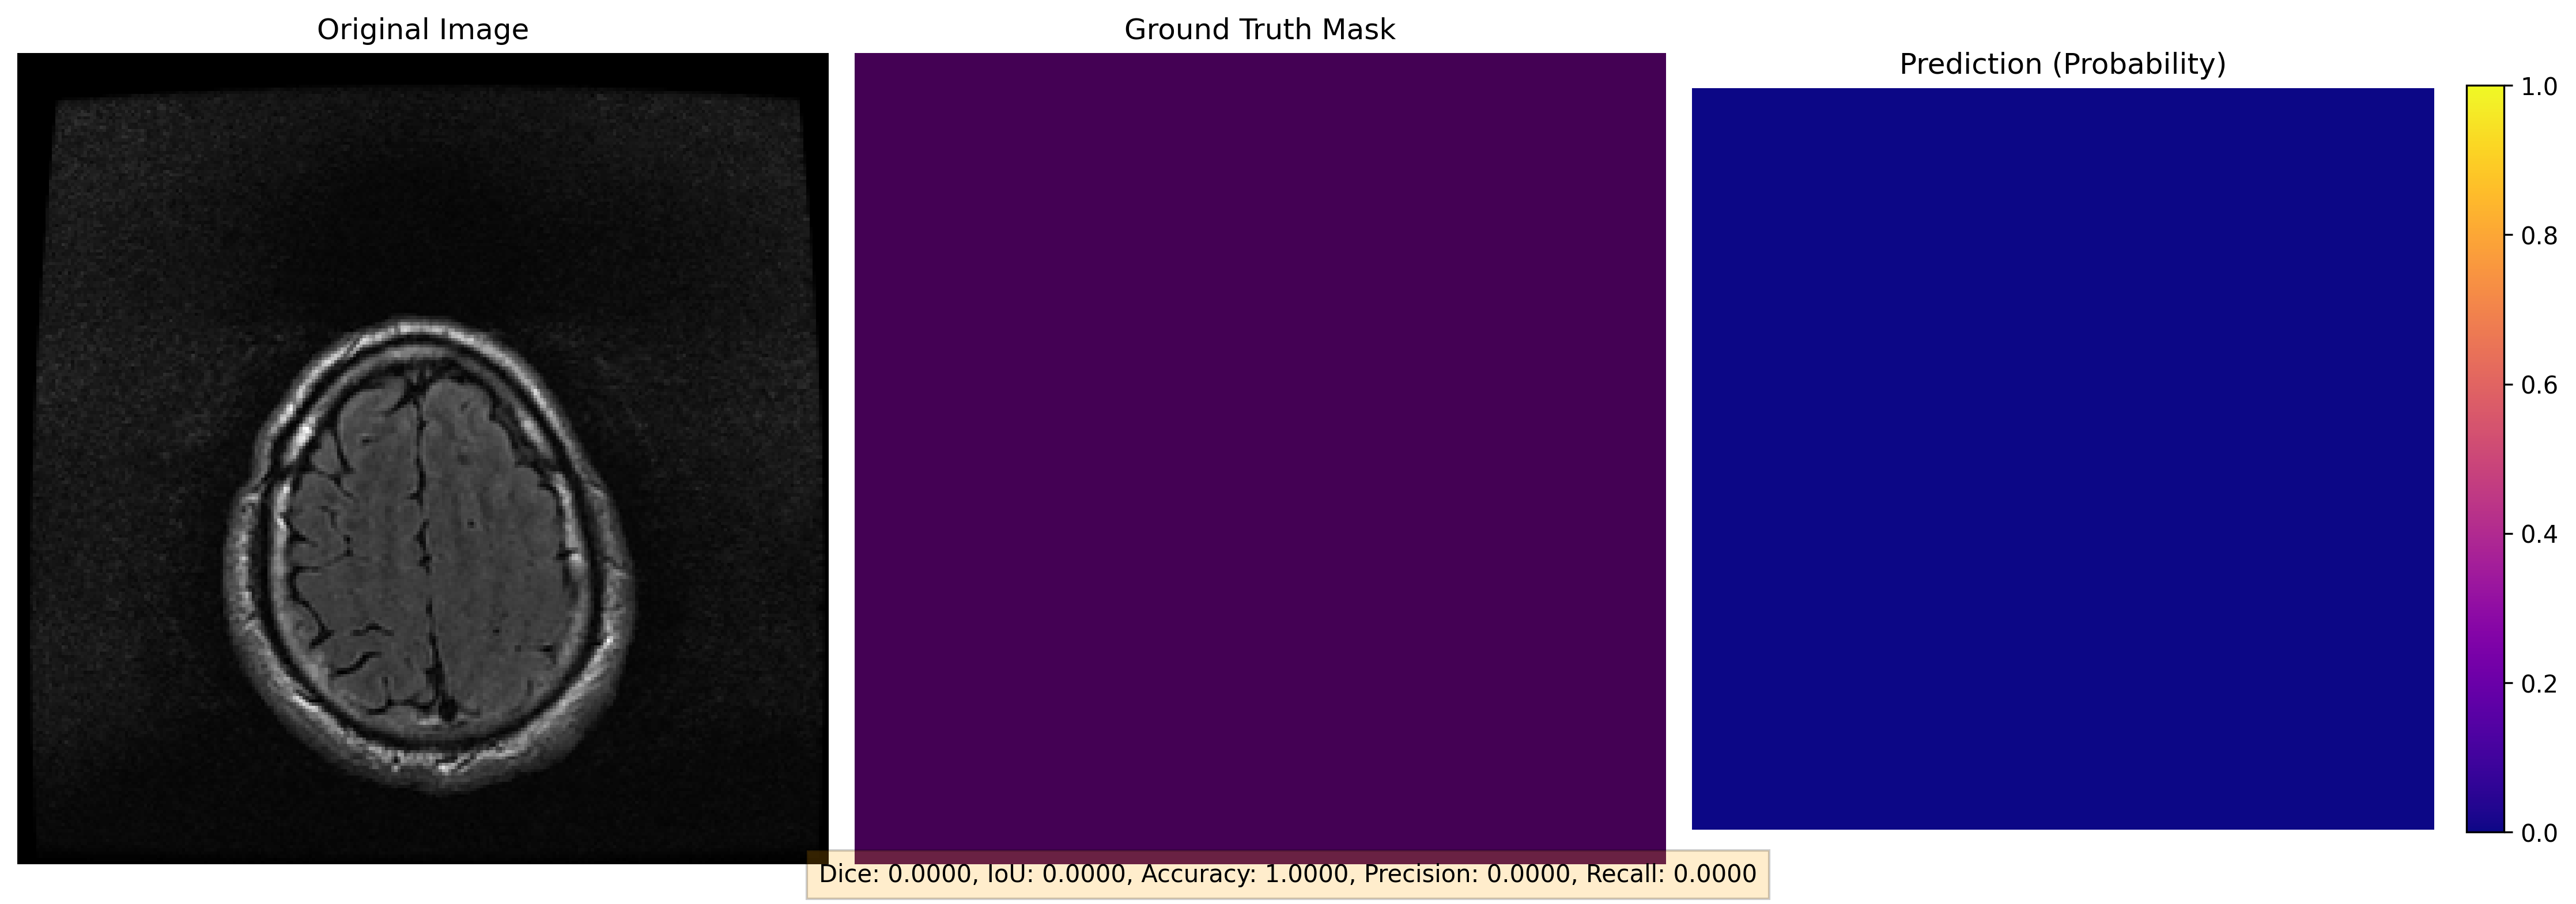 Original Image
Ground Truth Mask
Prediction (Probability)
1.0
0.8
0.6
0.4
0.2
0.0
Dice: 0.0000, IoU: 0.0000, Accuracy: 1.0000, Precision: 0.0000, Recall: 0.0000